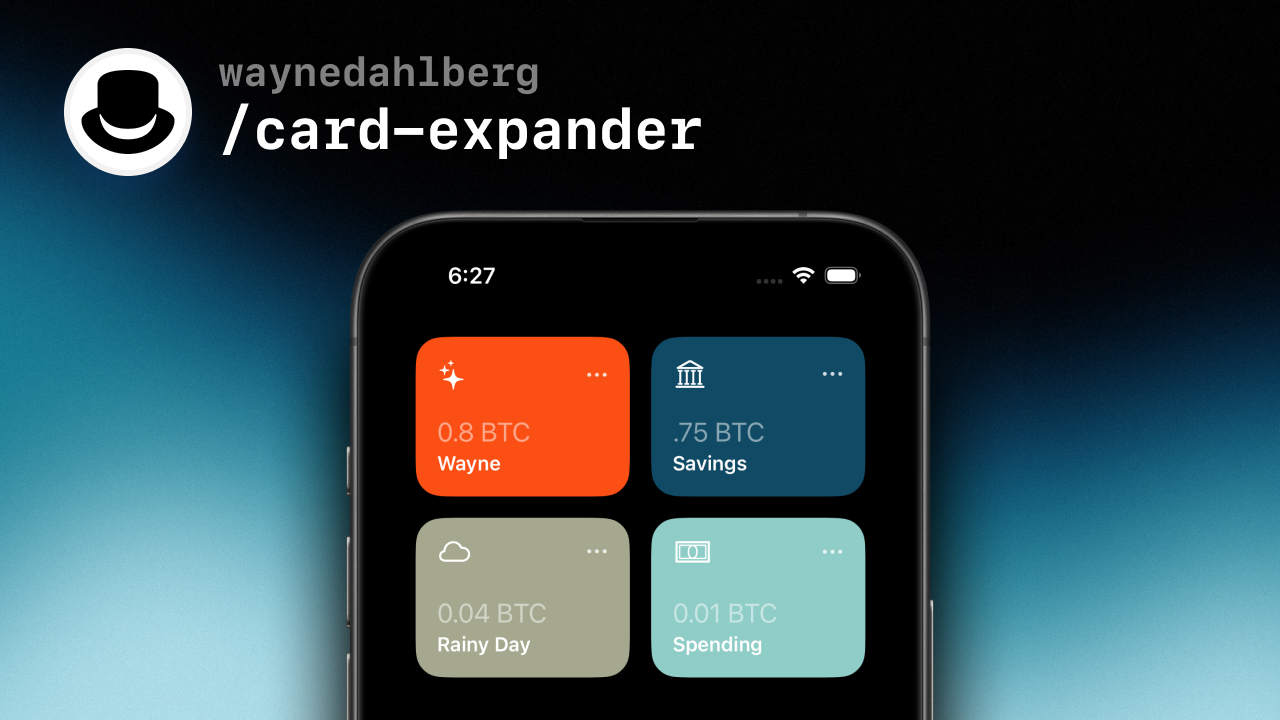 waynedahlberg
/card-expander
6:27
0.8 BTC
Wayne
.75 BTC
Savings
0.04 BTC
Rainy Day
0.01 BTC
Spending